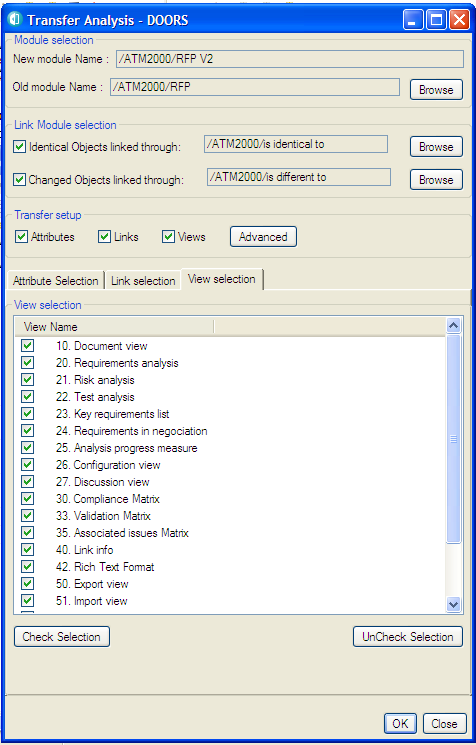 Transfer Analysis - DOORS
Module selection
New module Name : /ATM2000/RFP V2
Old module Name : /ATM2000/RFP Browse
Link Module selection
Identical Objects linked through: /ATM2000/is identical to Browse
Changed Objects linked through: /ATM2000/is different to Browse
Transfer setup
Attributes Links Views Advanced
Attribute Selection Link selection View selection
View selection
View Name
10. Document view
20. Requirements analysis
21. Risk analysis
22. Test analysis
23. Key requirements list
24. Requirements in negociation
25. Analysis progress measure
26. Configuration view
27. Discussion view
30. Compliance Matrix
33. Validation Matrix
35. Associated issues Matrix
40. Link info
42. Rich Text Format
50. Export view
51. Import view
Check Selection UnCheck Selection
OK Close